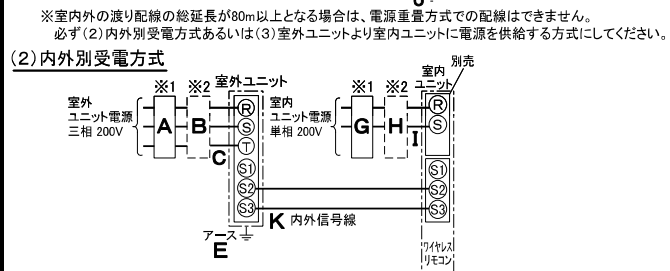 ※室内外の渡り配線の総延長が80m以上となる場合は、電源重畳方式での配線はできません。
必ず(2)内外別受電方式あるいは(3)室外ユニットより室内ユニットに電源を供給する方式にしてください。
(2)内外別受電方式
※1 ※2 室外ユニット
室外
ユニット電源
三相 200V
A B C
R
S
T
S1
S2
S3
アース
E
K 内外信号線
※1 ※2 室内
ユニット
別売
室内
ユニット電源
単相 200V
G H I
R
S
S1
S2
S3
ワイヤレス
リモコン